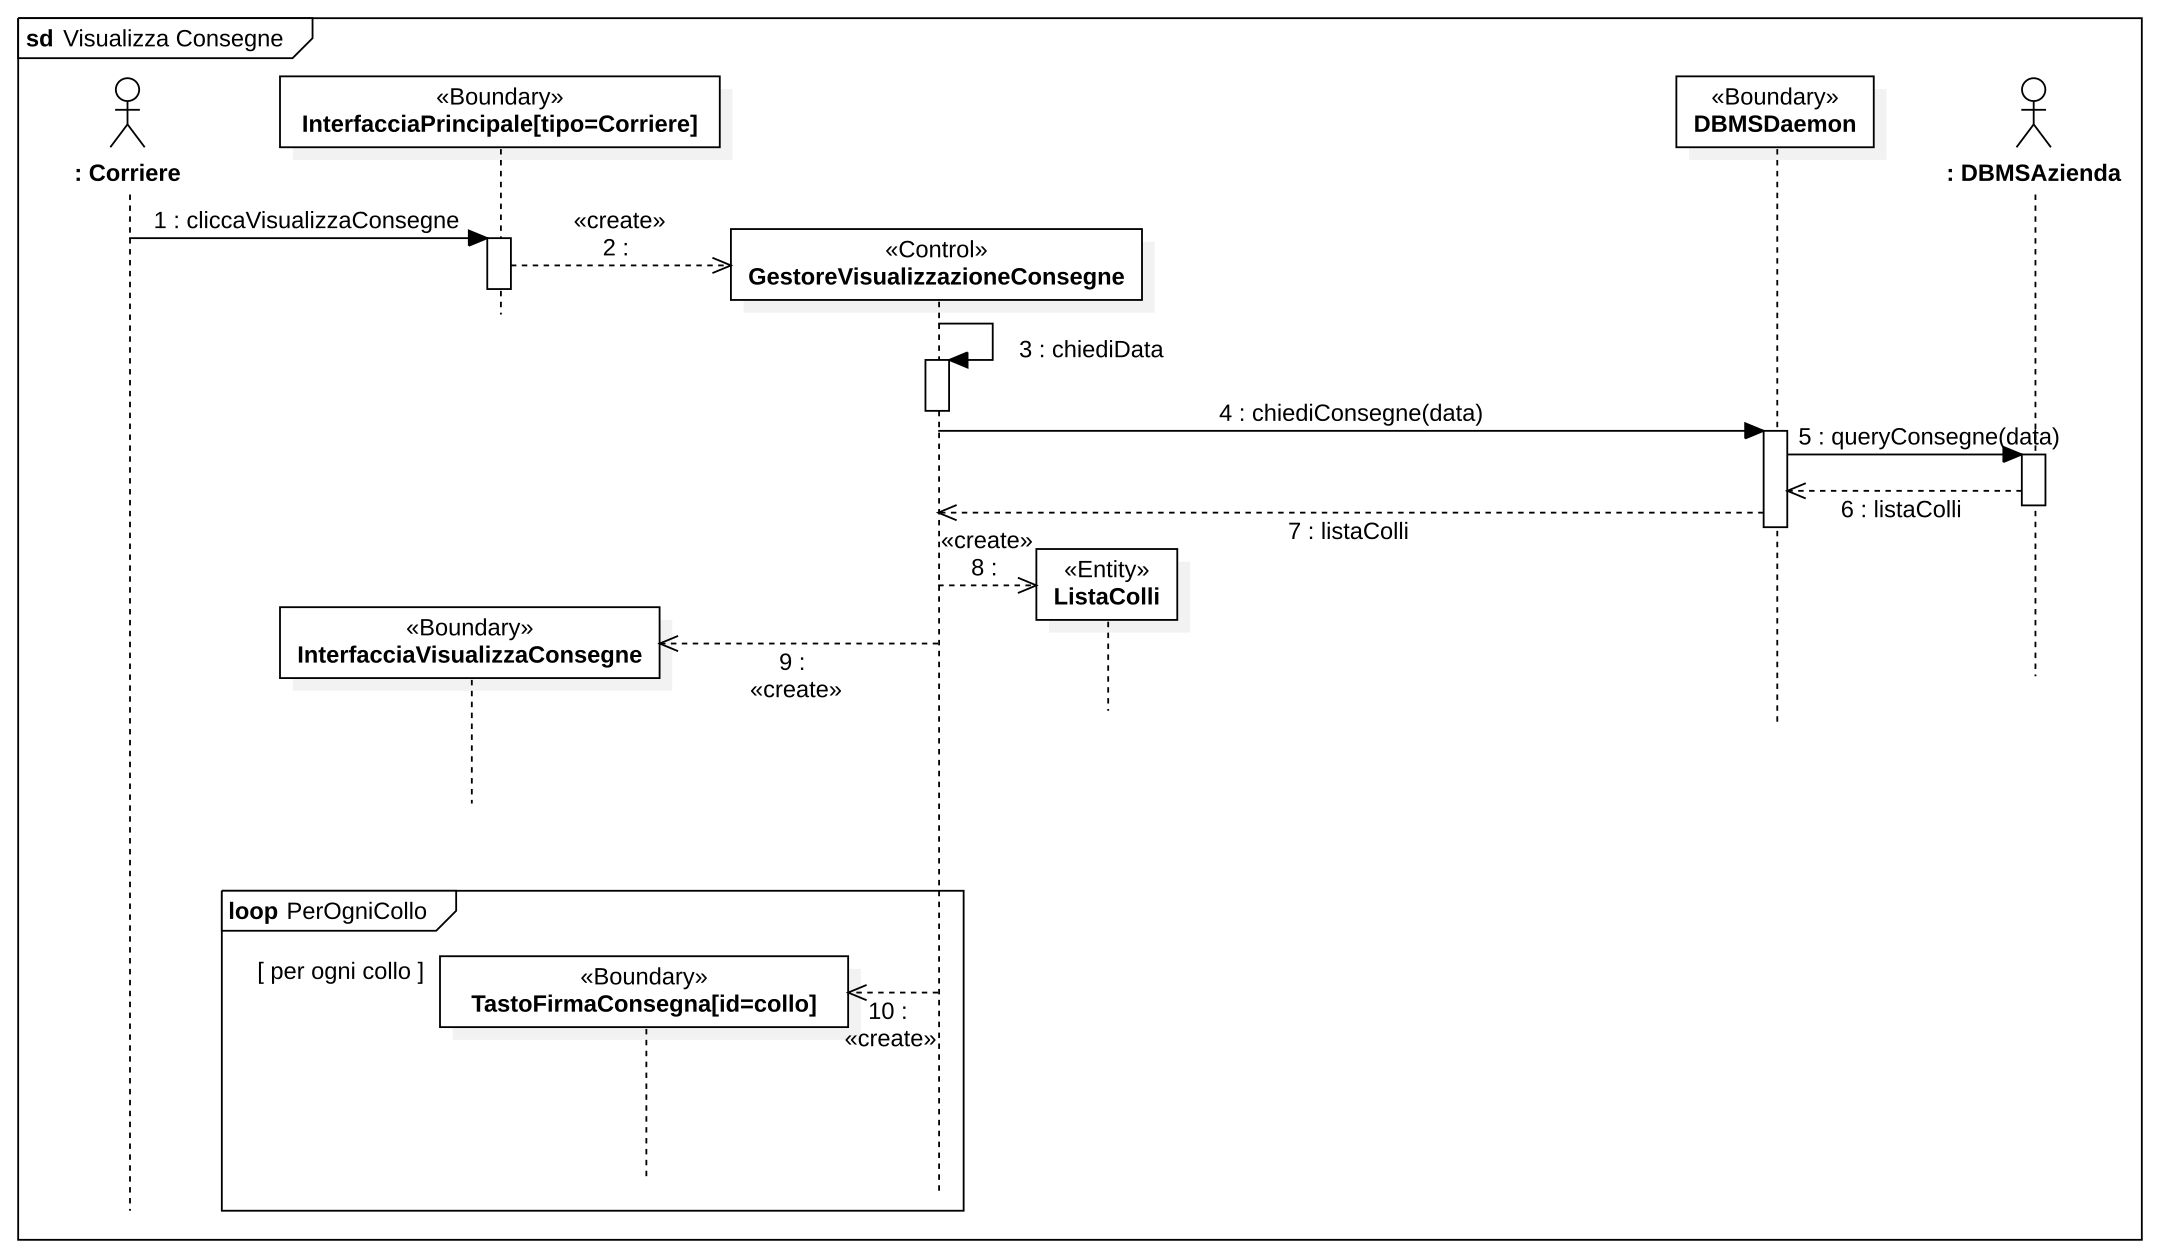 sd Visualizza Consegne
«Boundary»
InterfacciaPrincipale[tipo=Corriere]
«Boundary»
DBMSDaemon
: Corriere
: DBMSAzienda
1 : cliccaVisualizzaConsegne
«create»
2 :
«Control»
GestoreVisualizzazioneConsegne
3 : chiediData
4 : chiediConsegne(data)
5 : queryConsegne(data)
6 : listaColli
7 : listaColli
«create»
8 :
«Entity»
ListaColli
«Boundary»
InterfacciaVisualizzaConsegne
9 :
«create»
loop PerOgniCollo
[ per ogni collo ]
«Boundary»
TastoFirmaConsegna[id=collo]
10 :
«create»